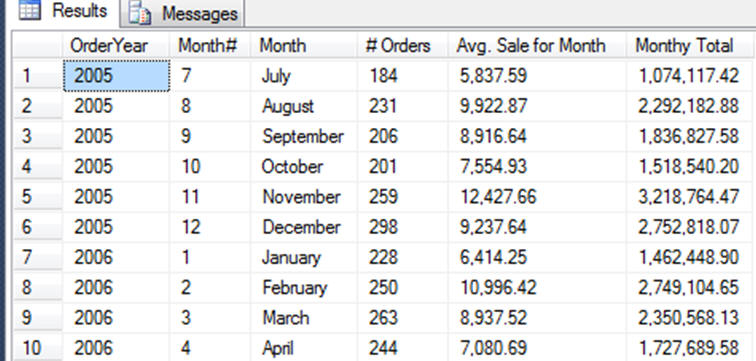 Results Messages
OrderYear Month# Month # Orders Avg. Sale for Month Monthy Total
1 2005 7 July 184 5,837.59 1,074,117.42
2 2005 8 August 231 9,922.87 2,292,182.88
3 2005 9 September 206 8,916.64 1,836,827.58
4 2005 10 October 201 7,554.93 1,518,540.20
5 2005 11 November 259 12,427.66 3,218,764.47
6 2005 12 December 298 9,237.64 2,752,818.07
7 2006 1 January 228 6,414.25 1,462,448.90
8 2006 2 February 250 10,996.42 2,749,104.65
9 2006 3 March 263 8,937.52 2,350,568.13
10 2006 4 April 244 7,080.69 1,727,689.58